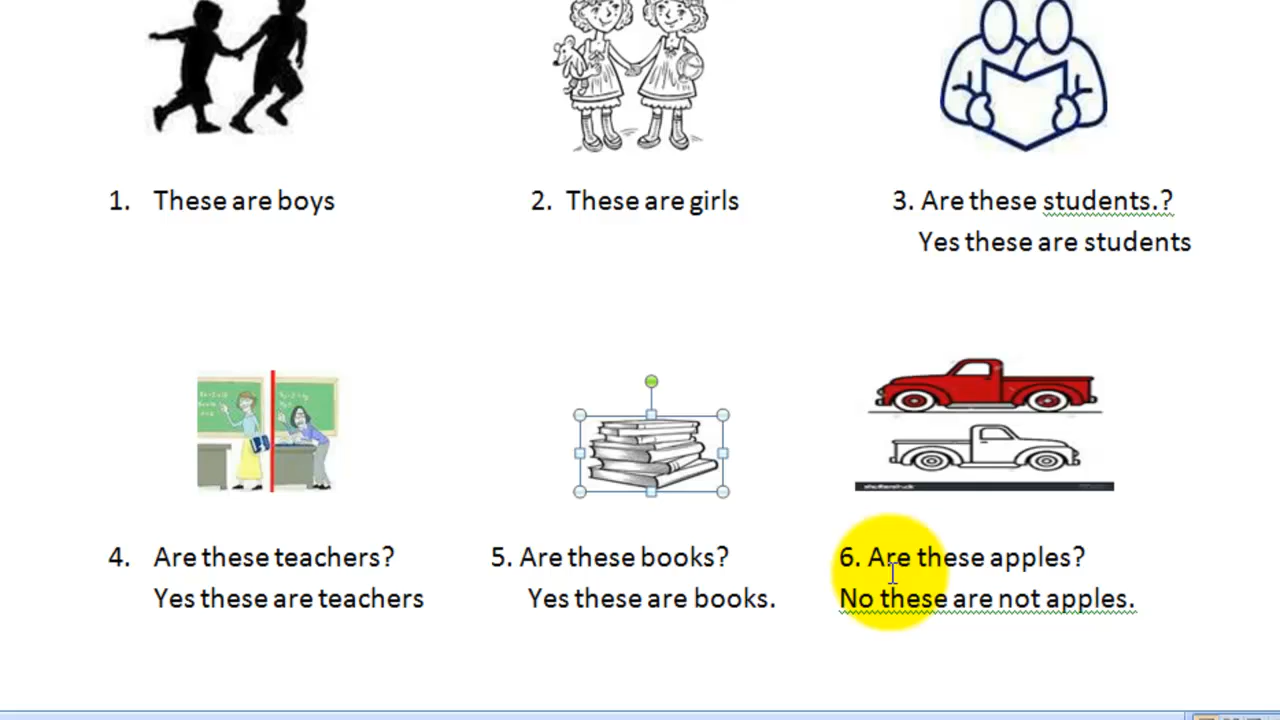 1. These are boys
2. These are girls
3. Are these students.?
Yes these are students
4. Are these teachers?
Yes these are teachers
5. Are these books?
Yes these are books.
shutterstock
6. Are these apples?
No these are not apples.